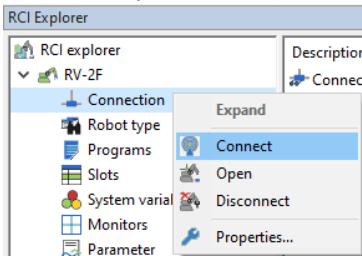 RCI Explorer
RCI explorer
RV-2F
Connection
Robot type
Programs
Slots
System varial
Monitors
Parameter
Description
Connec
Expand
Connect
Open
Disconnect
Properties...